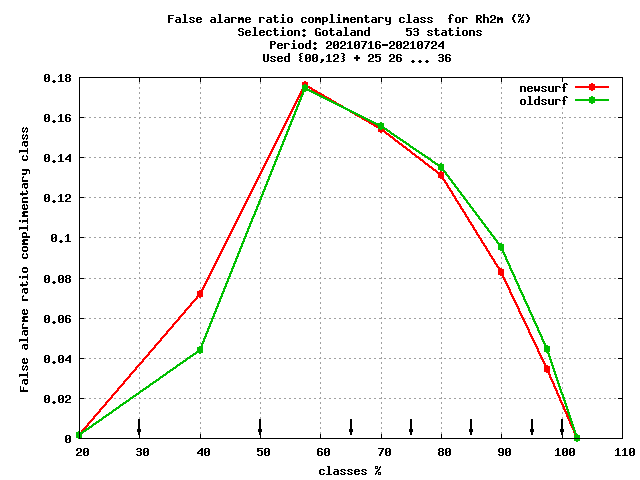 False alarme ratio complimentary class  for Rh2m (%)
Selection: Gotaland     53 stations
Period: 20210716-20210724
Used {00,12} + 25 26 ... 36
newsurf
oldsurf
False alarme ratio complimentary class
0.18
0.16
0.14
0.12
0.1
0.08
0.06
0.04
0.02
0
20 30 40 50 60 70 80 90 100 110
classes %